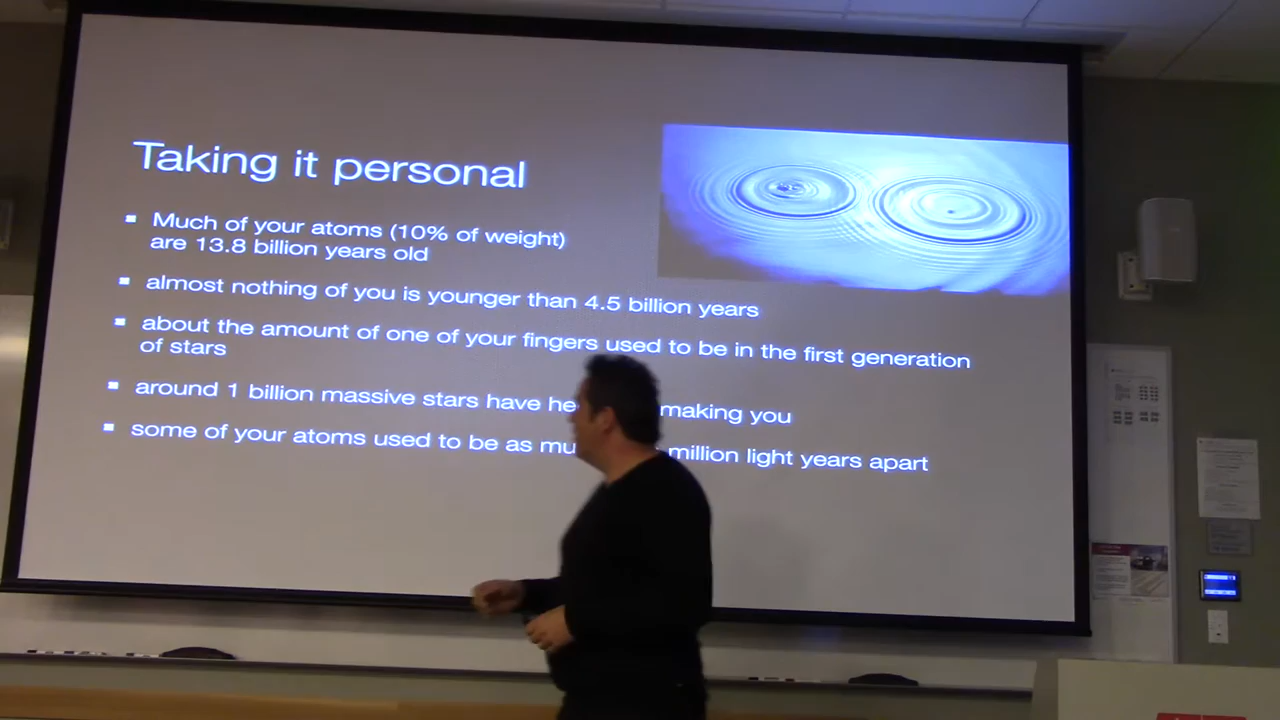 Taking it personal
▪ Much of your atoms (10% of weight)
are 13.8 billion years old
▪ almost nothing of you is younger than 4.5 billion years
▪ about the amount of one of your fingers used to be in the first generation
of stars
▪ around 1 billion massive stars have he making you
▪ some of your atoms used to be as mu million light years apart